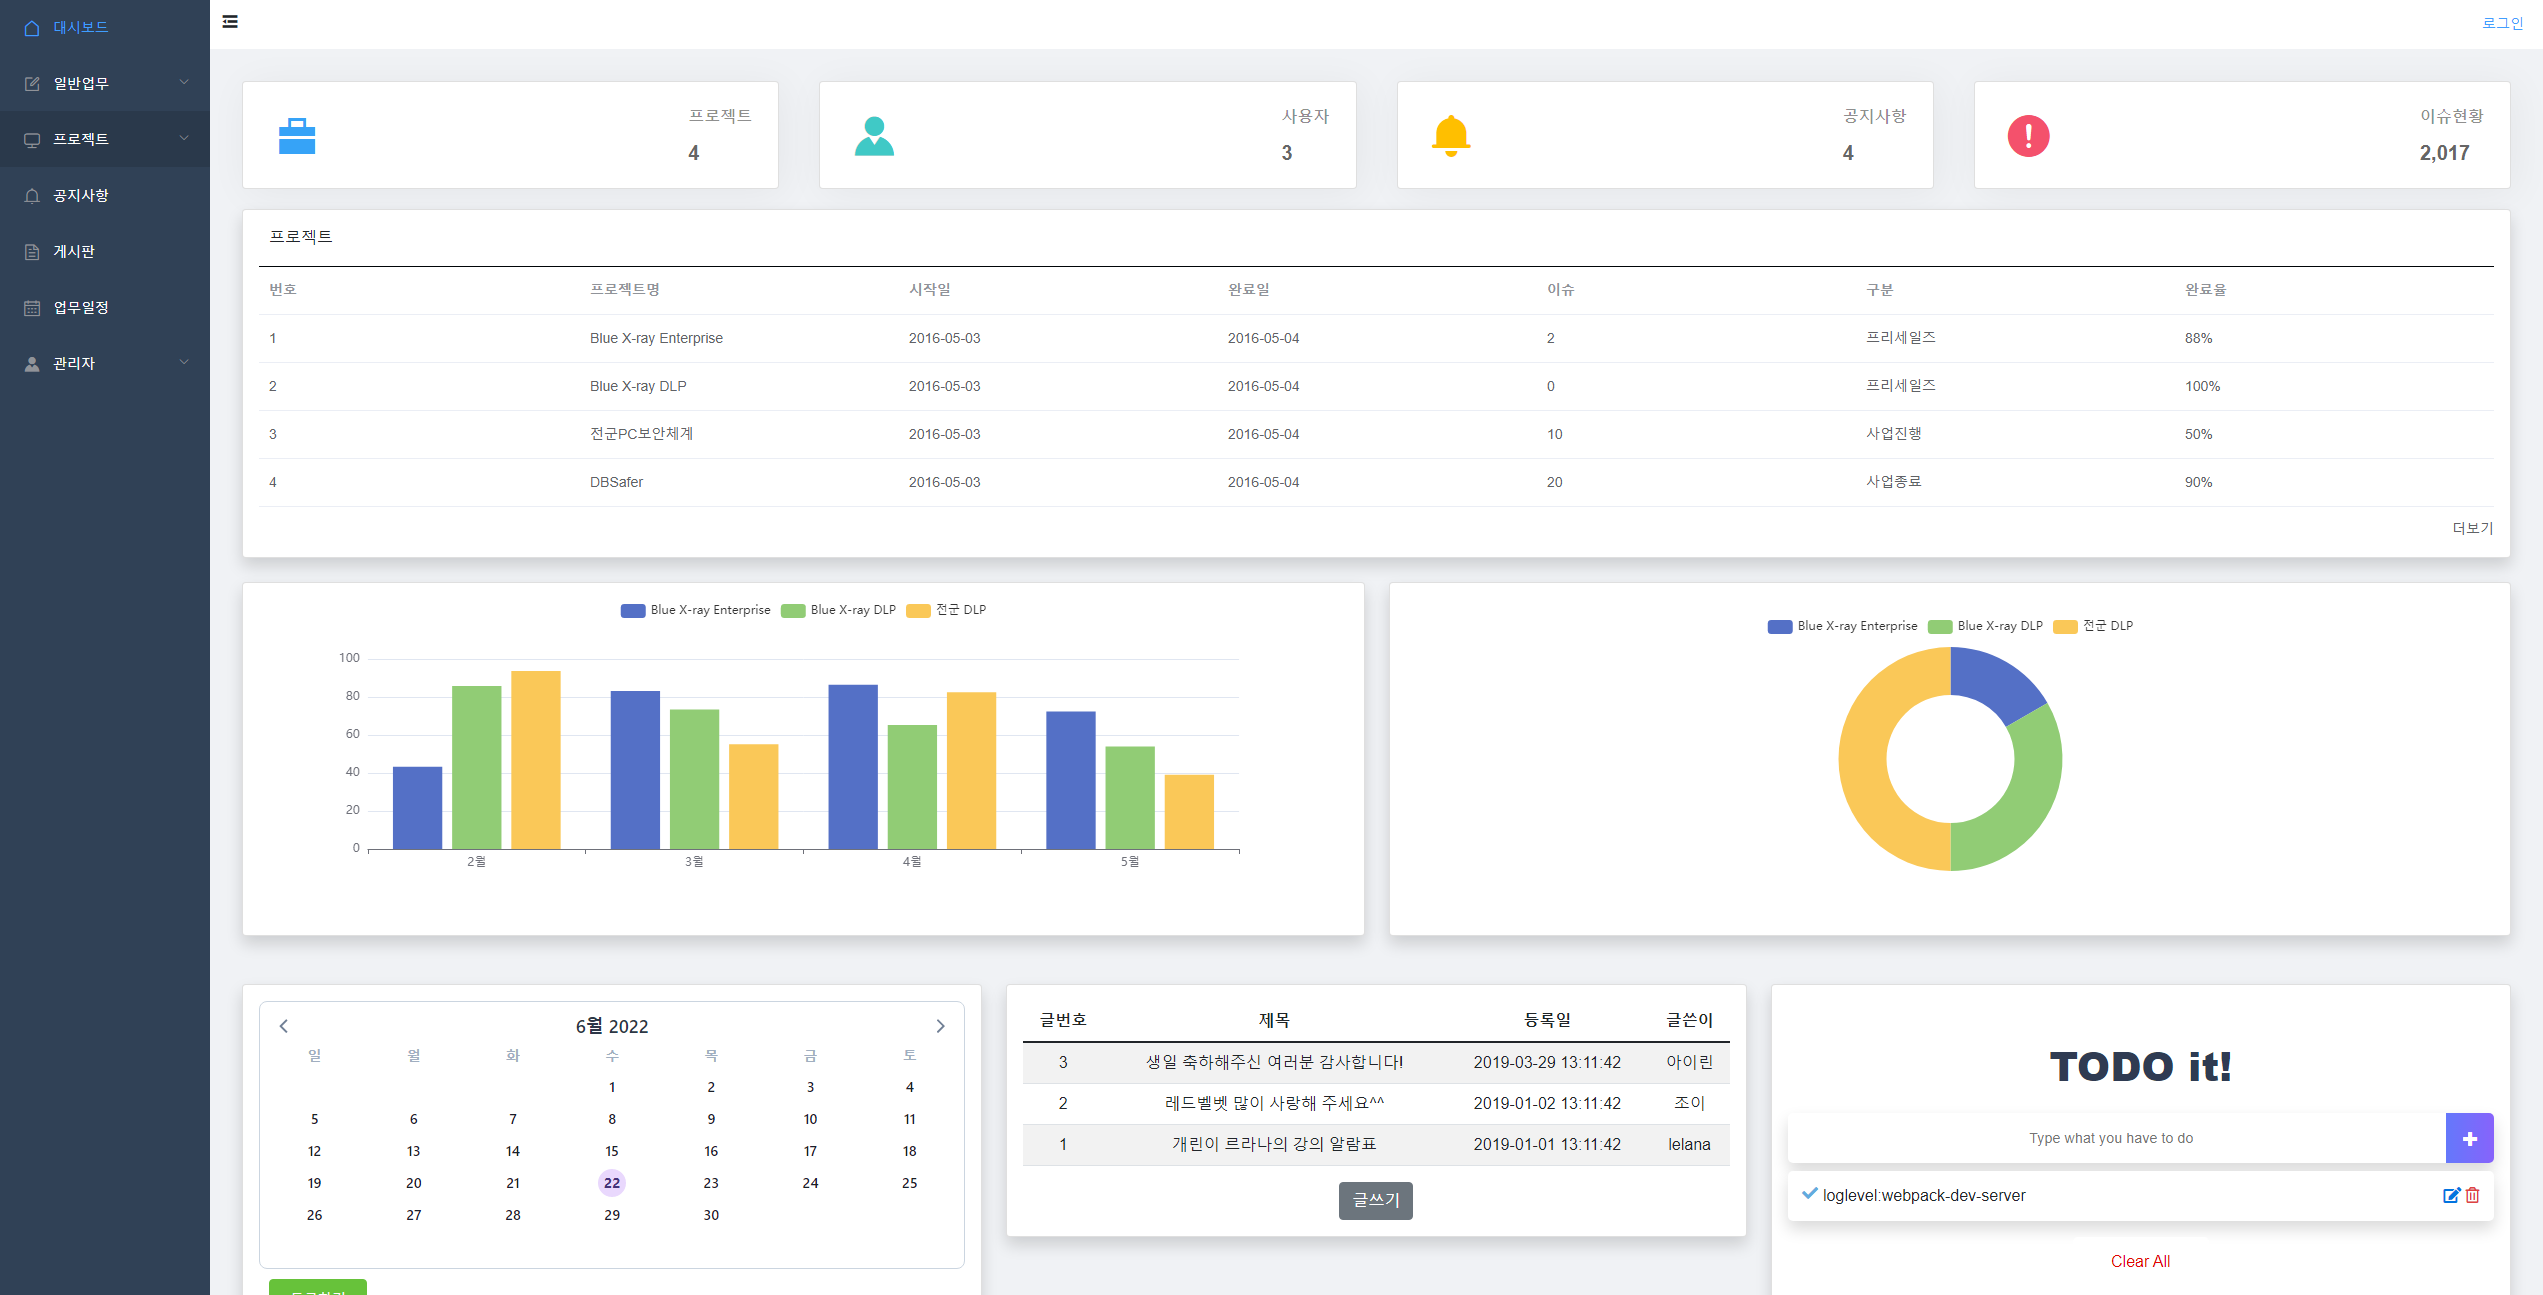 대시보드
일반업무
프로젝트
공지사항
게시판
업무일정
관리자
로그인
프로젝트
4
사용자
3
공지사항
4
이슈현황
2,017
프로젝트
번호 프로젝트명 시작일 완료일 이슈 구분 완료율
1 Blue X-ray Enterprise 2016-05-03 2016-05-04 2 프리세일즈 88%
2 Blue X-ray DLP 2016-05-03 2016-05-04 0 프리세일즈 100%
3 전군PC보안체계 2016-05-03 2016-05-04 10 사업진행 50%
4 DBSafer 2016-05-03 2016-05-04 20 사업종료 90%
더보기
Blue X-ray Enterprise Blue X-ray DLP 전군 DLP
100
80
60
40
20
0
2월 3월 4월 5월
Blue X-ray Enterprise Blue X-ray DLP 전군 DLP
6월 2022
일 월 화 수 목 금 토
1 2 3 4
5 6 7 8 9 10 11
12 13 14 15 16 17 18
19 20 21 22 23 24 25
26 27 28 29 30
글번호 제목 등록일 글쓴이
3 생일 축하해주신 여러분 감사합니다! 2019-03-29 13:11:42 아이린
2 레드벨벳 많이 사랑해 주세요^^ 2019-01-02 13:11:42 조이
1 개린이 르라나의 강의 알람표 2019-01-01 13:11:42 lelana
글쓰기
TODO it!
Type what you have to do
loglevel:webpack-dev-server
Clear All